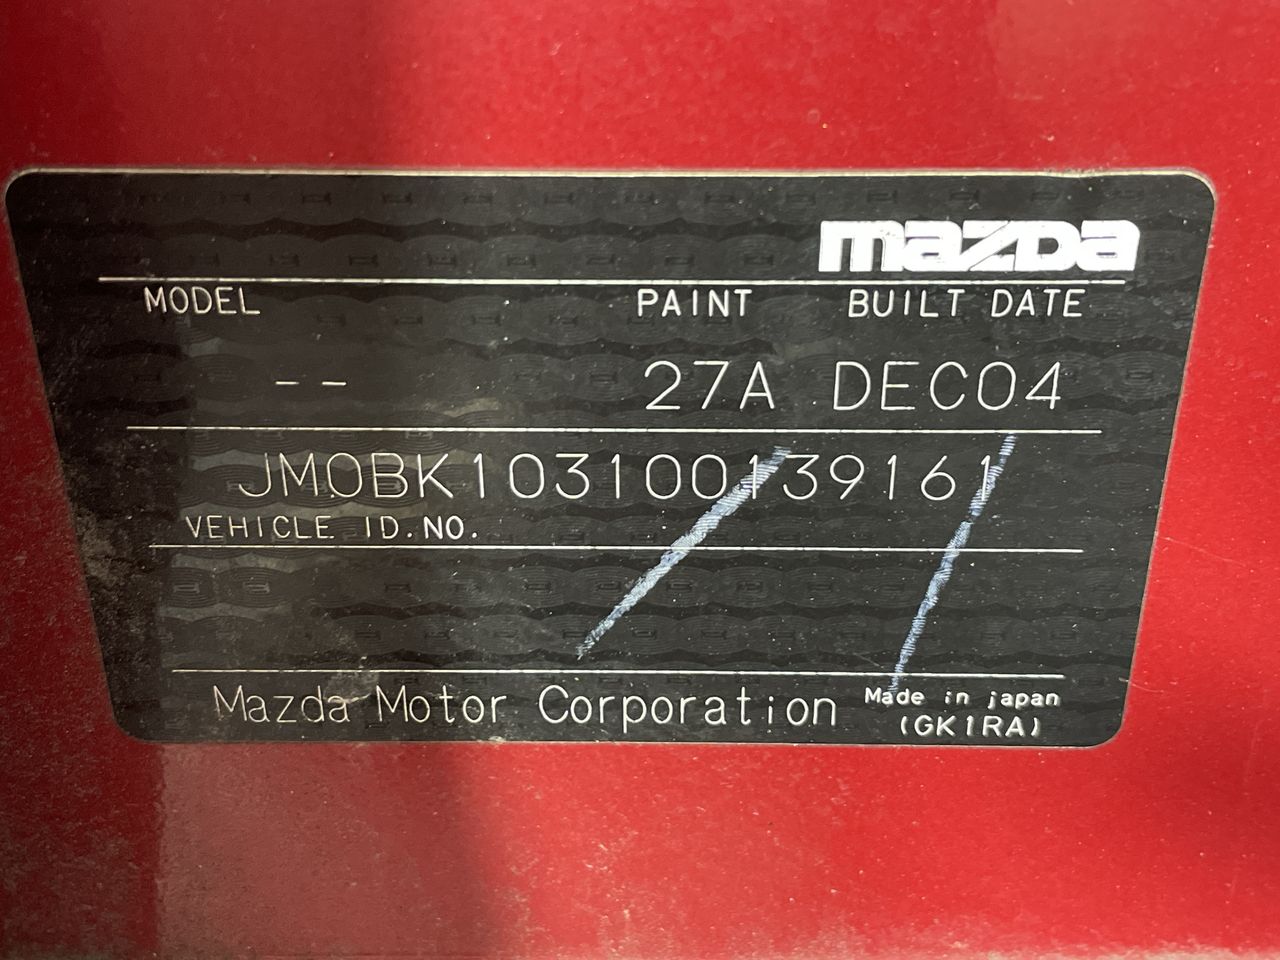 mazda
MODEL PAINT BUILT DATE
-- 27A DEC04
JM0BK103100139161
VEHICLE ID.NO.
Mazda Motor Corporation Made in japan
(GK1RA)